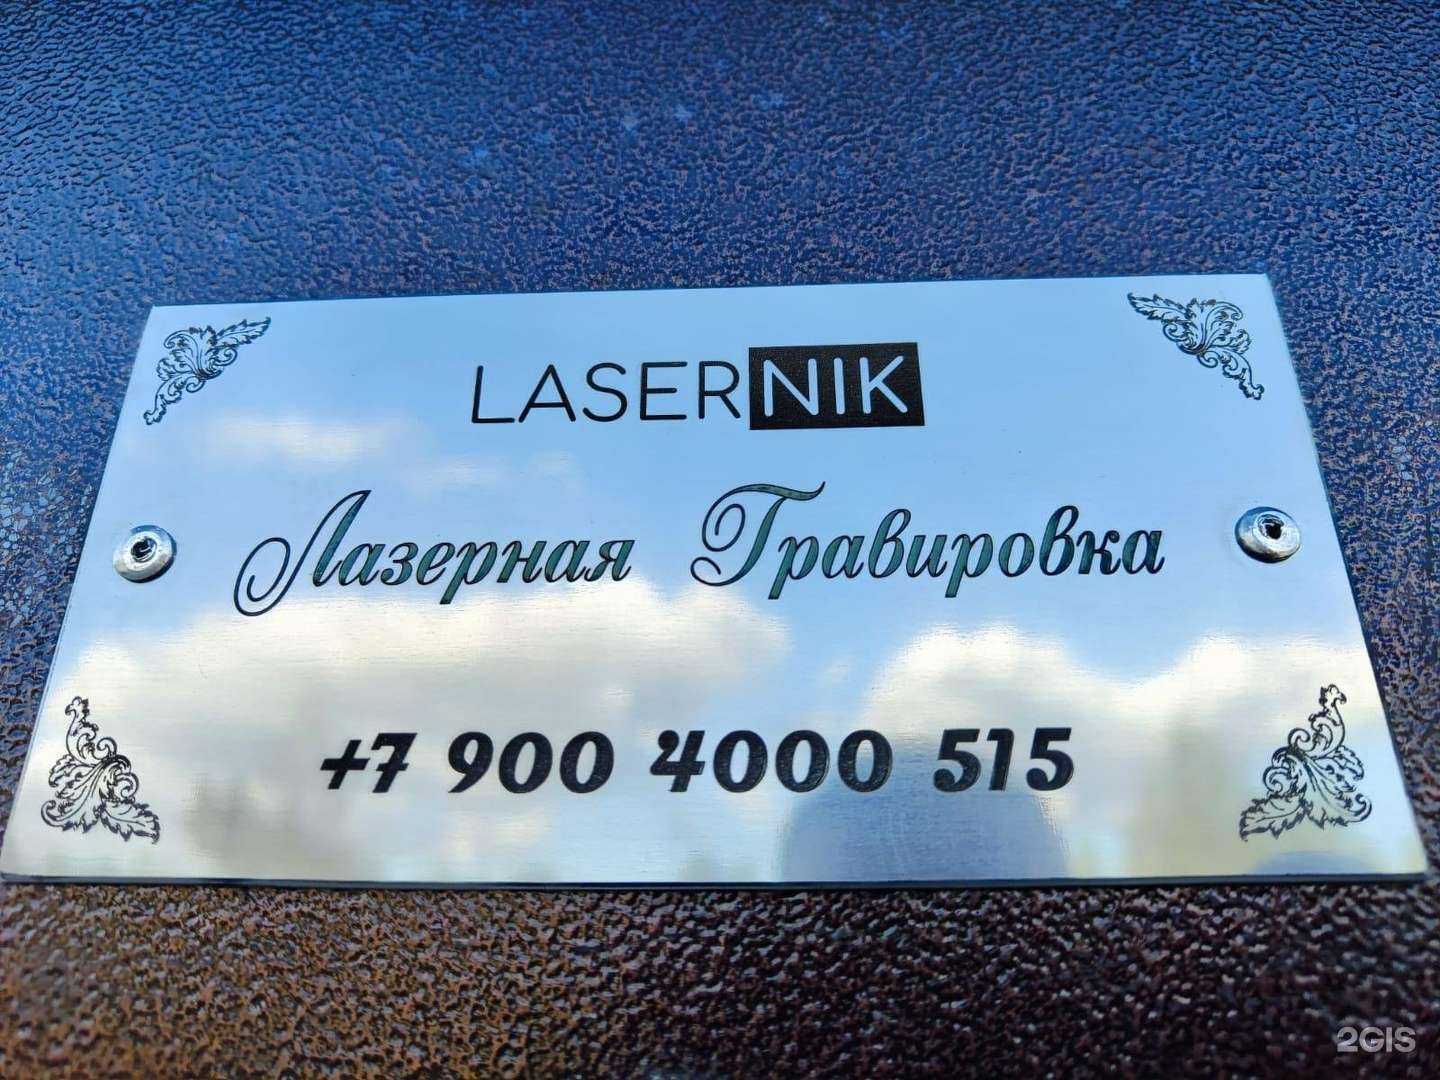 LASERNIK
Лазерная Гравировка
+7 900 4000 515
2GIS